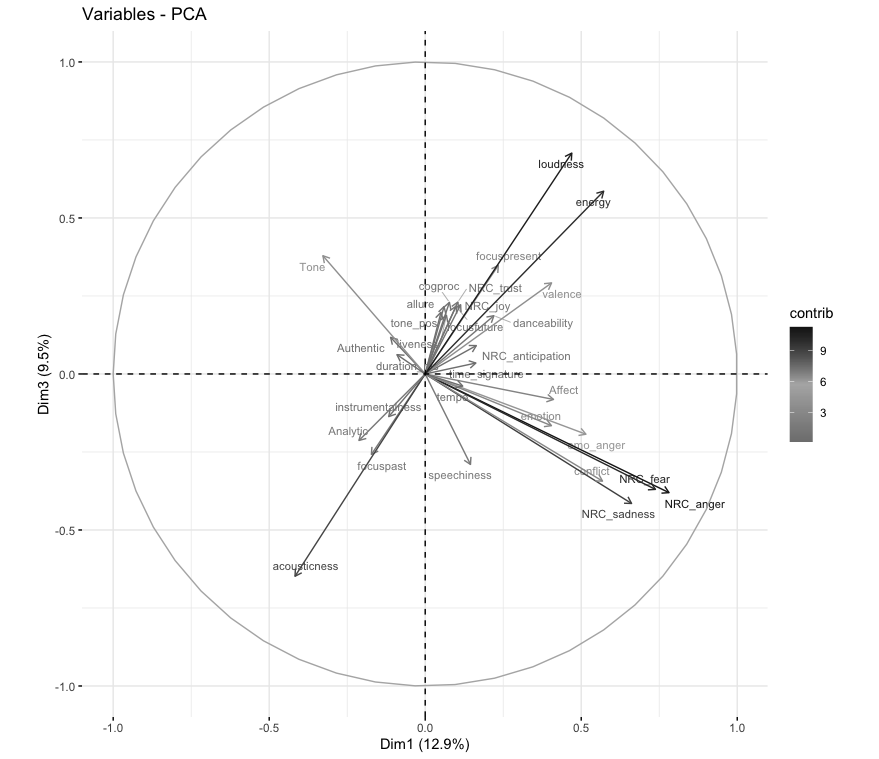 Variables - PCA
1.0
0.5
0.0
-0.5
-1.0
Dim3 (9.5%)
loudness
energy
focuspresent
Tone
cogproc
NRC_trust
valence
allure
NRC_joy
tone_pos
focusfuture
danceability
liveness
Authentic
NRC_anticipation
duration
time_signature
Affect
tempo
instrumentalness
emotion
Analytic
emo_anger
focuspast
speechiness
conflict
NRC_fear
NRC_anger
NRC_sadness
acousticness
-1.0
-0.5
0.0
0.5
1.0
Dim1 (12.9%)
contrib
9
6
3